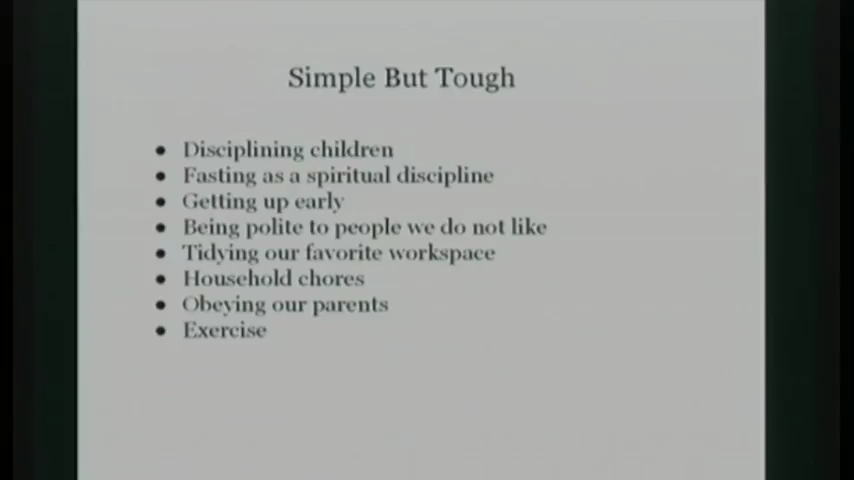 Simple But Tough
● Disciplining children
● Fasting as a spiritual discipline
● Getting up early
● Being polite to people we do not like
● Tidying our favorite workspace
● Household chores
● Obeying our parents
● Exercise